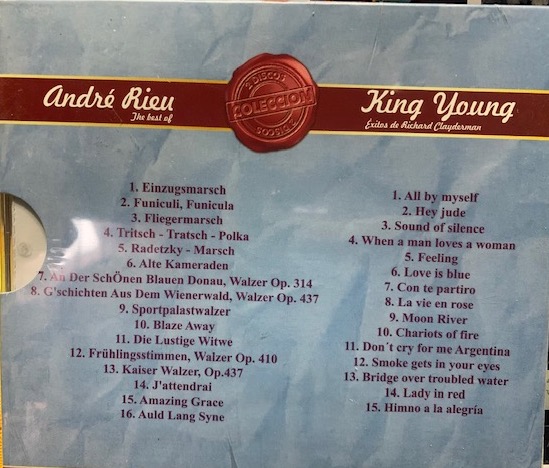 André Rieu
The best of
2 DISCOS
COLECCION
2 DISCOS
King Young
Éxitos de Richard Clayderman
1. Einzugsmarsch
2. Funiculi, Funicula
3. Fliegermarsch
4. Tritsch - Tratsch - Polka
5. Radetzky - Marsch
6. Alte Kameraden
7. An Der SchÖnen Blauen Donau, Walzer Op. 314
8. G'schichten Aus Dem Wienerwald, Walzer Op. 437
9. Sportpalastwalzer
10. Blaze Away
11. Die Lustige Witwe
12. Frühlingsstimmen, Walzer Op. 410
13. Kaiser Walzer, Op.437
14. J'attendrai
15. Amazing Grace
16. Auld Lang Syne
1. All by myself
2. Hey jude
3. Sound of silence
4. When a man loves a woman
5. Feeling
6. Love is blue
7. Con te partiro
8. La vie en rose
9. Moon River
10. Chariots of fire
11. Don´t cry for me Argentina
12. Smoke gets in your eyes
13. Bridge over troubled water
14. Lady in red
15. Himno a la alegría